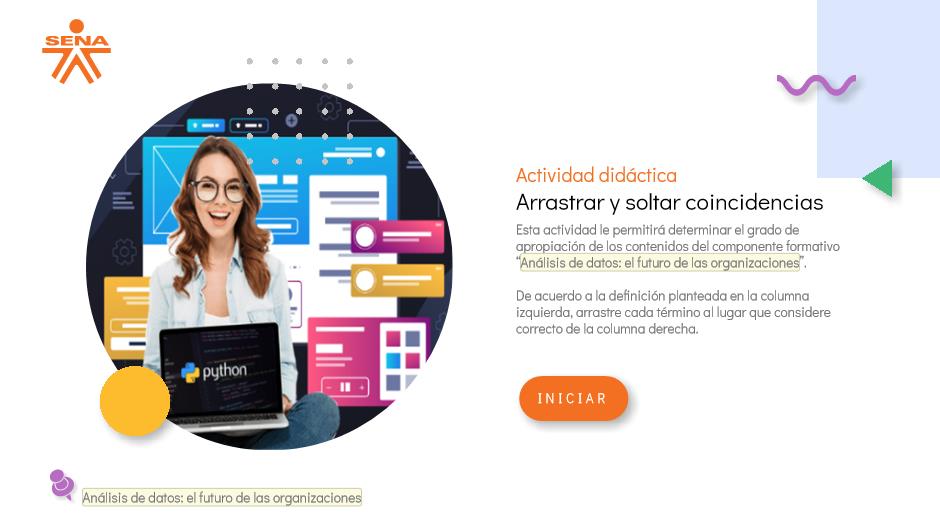 SENA
Actividad didáctica
Arrastrar y soltar coincidencias
Esta actividad le permitirá determinar el grado de
apropiación de los contenidos del componente formativo
“Análisis de datos: el futuro de las organizaciones”.
De acuerdo a la definición planteada en la columna
izquierda, arrastre cada término al lugar que considere
correcto de la columna derecha.
python
INICIAR
Análisis de datos: el futuro de las organizaciones